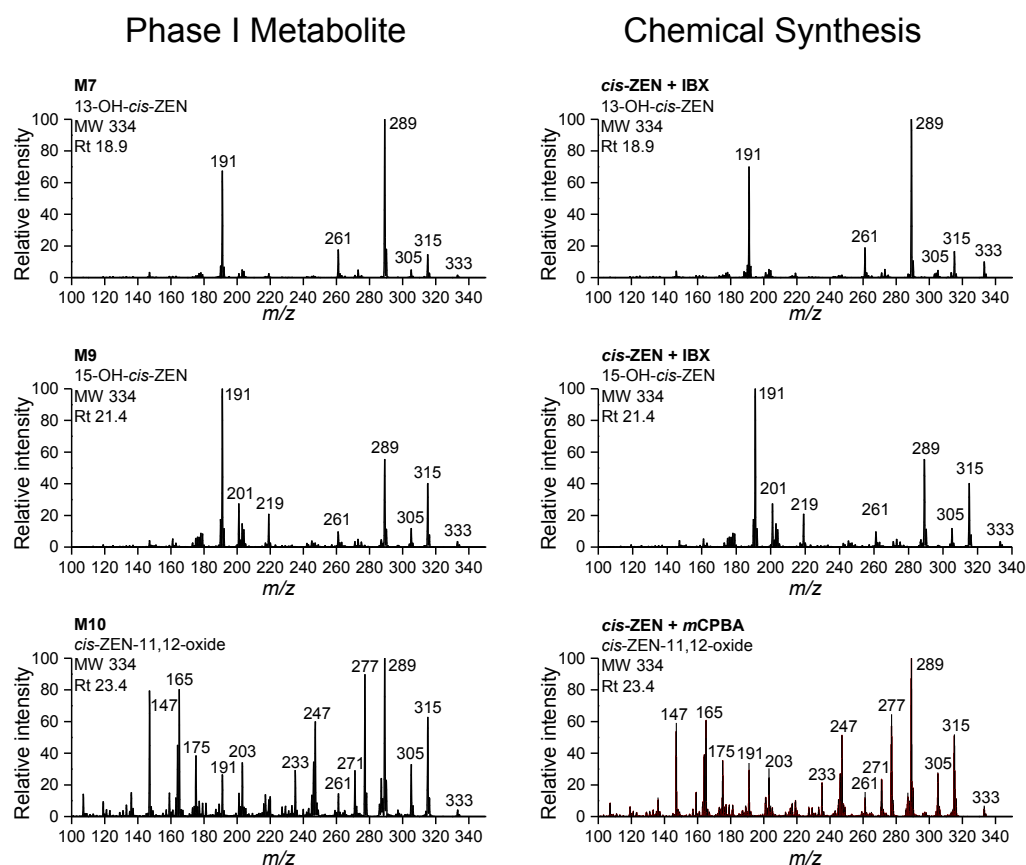 Phase I Metabolite
Chemical Synthesis
M7
13-OH-cis-ZEN
MW 334
Rt 18.9
Relative intensity
100
80
60
40
20
0
191
261
289
305
315
333
100 120 140 160 180 200 220 240 260 280 300 320 340
m/z
cis-ZEN + IBX
13-OH-cis-ZEN
MW 334
Rt 18.9
Relative intensity
100
80
60
40
20
0
191
261
289
305
315
333
100 120 140 160 180 200 220 240 260 280 300 320 340
m/z
M9
15-OH-cis-ZEN
MW 334
Rt 21.4
Relative intensity
100
80
60
40
20
0
191
201
219
261
289
305
315
333
100 120 140 160 180 200 220 240 260 280 300 320 340
m/z
cis-ZEN + IBX
15-OH-cis-ZEN
MW 334
Rt 21.4
Relative intensity
100
80
60
40
20
0
191
201
219
261
289
305
315
333
100 120 140 160 180 200 220 240 260 280 300 320 340
m/z
M10
cis-ZEN-11,12-oxide
MW 334
Rt 23.4
Relative intensity
100
80
60
40
20
0
147
165
175
191
203
233
247
261
271
277
289
305
315
333
100 120 140 160 180 200 220 240 260 280 300 320 340
m/z
cis-ZEN + mCPBA
cis-ZEN-11,12-oxide
MW 334
Rt 23.4
Relative intensity
100
80
60
40
20
0
147
165
175
191
203
233
247
261
271
277
289
305
315
333
100 120 140 160 180 200 220 240 260 280 300 320 340
m/z